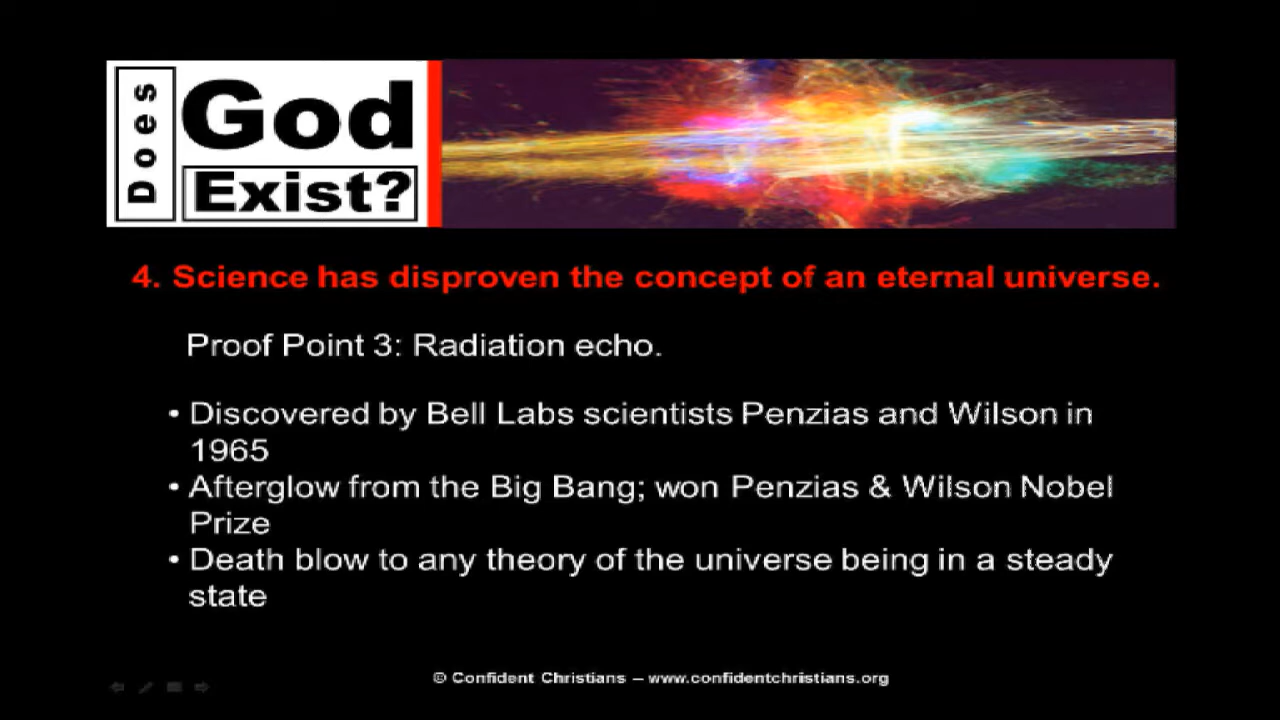 Does
God
Exist?
4. Science has disproven the concept of an eternal universe.
Proof Point 3: Radiation echo.
• Discovered by Bell Labs scientists Penzias and Wilson in
1965
• Afterglow from the Big Bang; won Penzias & Wilson Nobel
Prize
• Death blow to any theory of the universe being in a steady
state
© Confident Christians – www.confidentchristians.org